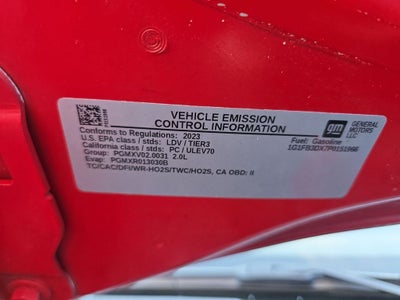 VEHICLE EMISSION
CONTROL INFORMATION
gm
GENERAL
MOTORS
LLC
Conforms to Regulations: 2023
Fuel: Gasoline
U.S. EPA class / stds: LDV / TIER3
California class / stds: PC / ULEV70
Group: PGMXV02.0031 2.0L
Evap: PGMXR013030B
TC/CAC/DFI/WR-HO2S/TWC/HO2S, CA OBD: II